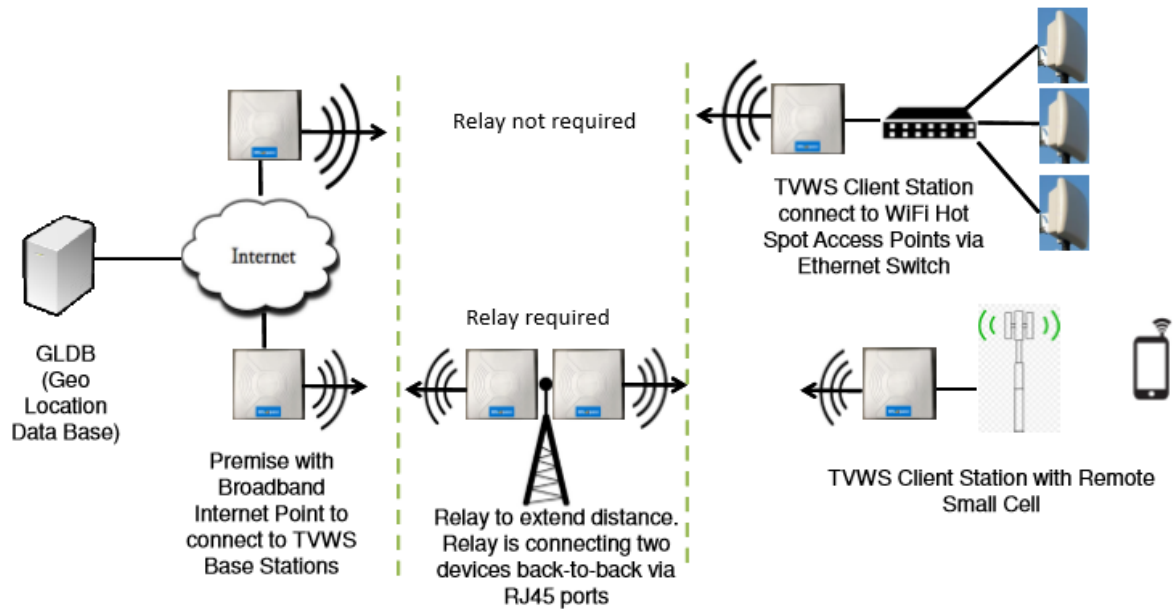 Relay not required
TVWS Client Station
connect to WiFi Hot
Spot Access Points via
Ethernet Switch
Internet
Relay required
GLDB
(Geo
Location
Data Base)
Premise with
Broadband
Internet Point to
connect to TVWS
Base Stations
Relay to extend distance.
Relay is connecting two
devices back-to-back via
RJ45 ports
TVWS Client Station with Remote
Small Cell